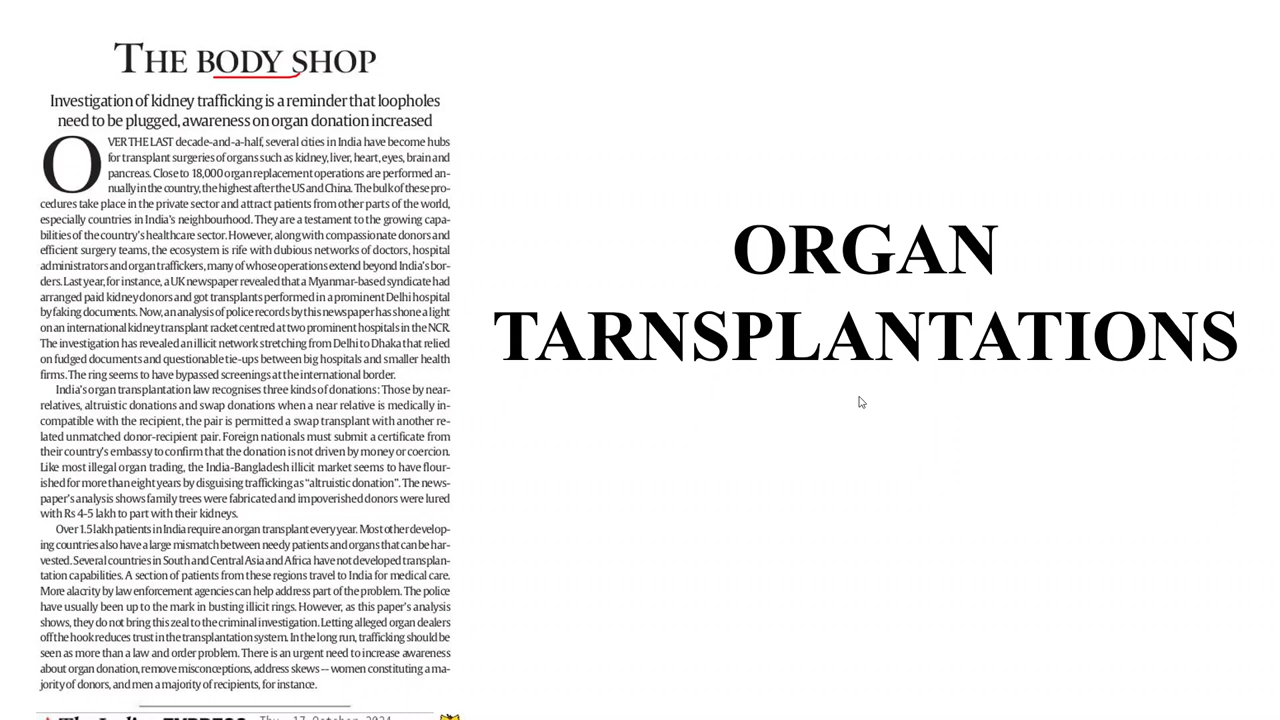 THE BODY SHOP
Investigation of kidney trafficking is a reminder that loopholes
need to be plugged, awareness on organ donation increased
OVER THE LAST decade-and-a-half, several cities in India have become hubs
for transplant surgeries of organs such as kidney, liver, heart, eyes, brain and
pancreas. Close to 18,000 organ replacement operations are performed an-
nually in the country, the highest after the US and China. The bulk of these pro-
cedures take place in the private sector and attract patients from other parts of the world,
especially countries in India's neighbourhood. They are a testament to the growing capa-
bilities of the country's healthcare sector. However, along with compassionate donors and
efficient surgery teams, the ecosystem is rife with dubious networks of doctors, hospital
administrators and organ traffickers, many of whose operations extend beyond India's bor-
ders. Last year, for instance, a UK newspaper revealed that a Myanmar-based syndicate had
arranged paid kidney donors and got transplants performed in a prominent Delhi hospital
by faking documents. Now, an analysis of police records by this newspaper has shone a light
on an international kidney transplant racket centred at two prominent hospitals in the NCR.
The investigation has revealed an illicit network stretching from Delhi to Dhaka that relied
on fudged documents and questionable tie-ups between big hospitals and smaller health
firms. The ring seems to have bypassed screenings at the international border.
India's organ transplantation law recognises three kinds of donations: Those by near-
relatives, altruistic donations and swap donations when a near relative is medically in-
compatible with the recipient, the pair is permitted a swap transplant with another re-
lated unmatched donor-recipient pair. Foreign nationals must submit a certificate from
their country's embassy to confirm that the donation is not driven by money or coercion.
Like most illegal organ trading, the India-Bangladesh illicit market seems to have flour-
ished for more than eight years by disguising trafficking as “altruistic donation”. The news-
paper's analysis shows family trees were fabricated and impoverished donors were lured
with Rs 4-5 lakh to part with their kidneys.
Over 1.5 lakh patients in India require an organ transplant every year. Most other develop-
ing countries also have a large mismatch between needy patients and organs that can be har-
vested. Several countries in South and Central Asia and Africa have not developed transplan-
tation capabilities. A section of patients from these regions travel to India for medical care.
More alacrity by law enforcement agencies can help address part of the problem. The police
have usually been up to the mark in busting illicit rings. However, as this paper's analysis
shows, they do not bring this zeal to the criminal investigation. Letting alleged organ dealers
off the hook reduces trust in the transplantation system. In the long run, trafficking should be
seen as more than a law and order problem. There is an urgent need to increase awareness
about organ donation, remove misconceptions, address skews -- women constituting a ma-
jority of donors, and men a majority of recipients, for instance.
The Indian EXPRESS Thu, 17 October 2024
ORGAN
TARNSPLANTATIONS